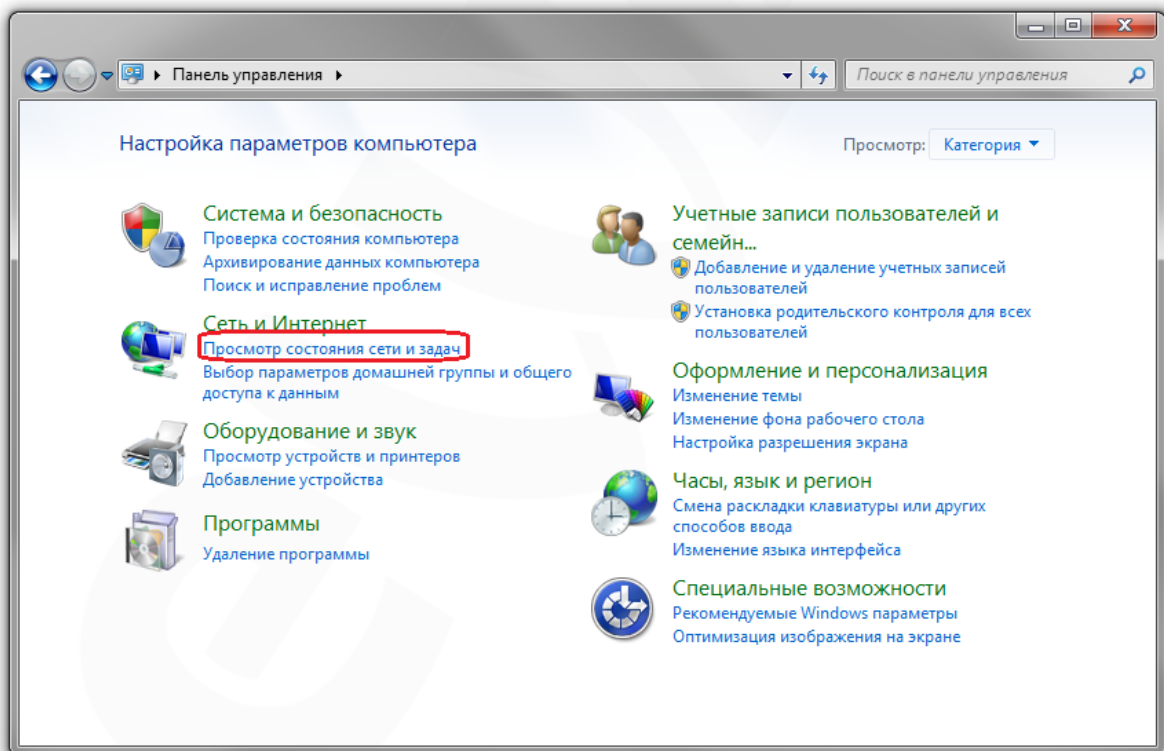 Панель управления
Поиск в панели управления
Настройка параметров компьютера
Просмотр: Категория
Система и безопасность
Проверка состояния компьютера
Архивирование данных компьютера
Поиск и исправление проблем
Сеть и Интернет
Просмотр состояния сети и задач
Выбор параметров домашней группы и общего
доступа к данным
Оборудование и звук
Просмотр устройств и принтеров
Добавление устройства
Программы
Удаление программы
Учетные записи пользователей и
семейн...
Добавление и удаление учетных записей
пользователей
Установка родительского контроля для всех
пользователей
Оформление и персонализация
Изменение темы
Изменение фона рабочего стола
Настройка разрешения экрана
Часы, язык и регион
Смена раскладки клавиатуры или других
способов ввода
Изменение языка интерфейса
Специальные возможности
Рекомендуемые Windows параметры
Оптимизация изображения на экране